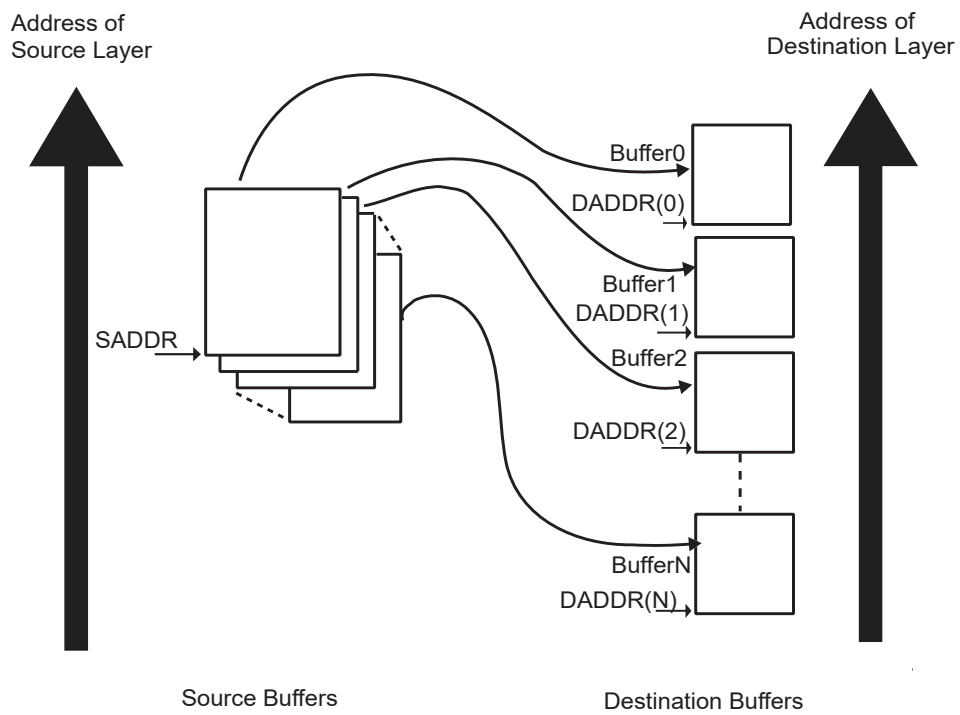 Address of
Source Layer
Address of
Destination Layer
Buffer0
DADDR(0)
Buffer1
DADDR(1)
SADDR
Buffer2
DADDR(2)
BufferN
DADDR(N)
Source Buffers
Destination Buffers